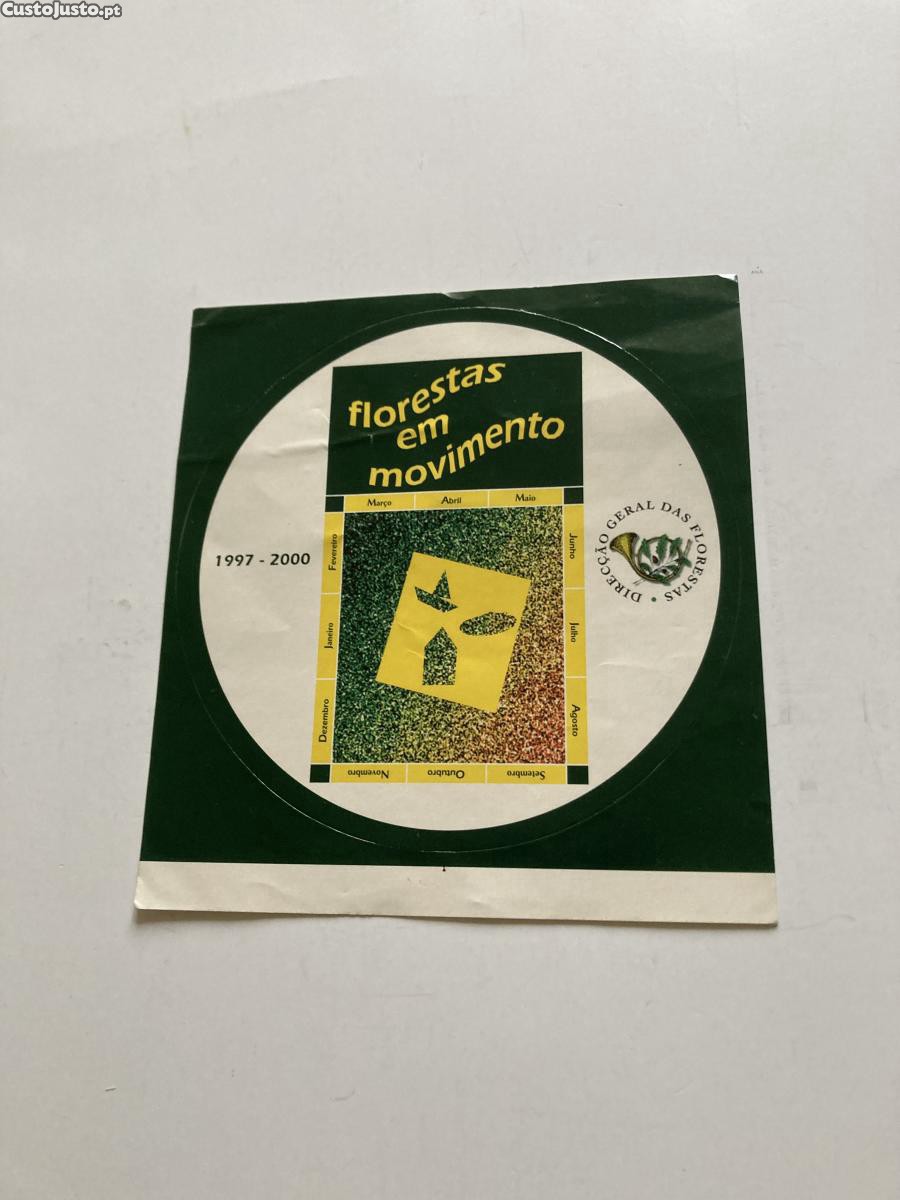 CustoJusto.pt
florestas
em
movimento
Março Abril Maio
Fevereiro
Janeiro
Dezembro
Junho
Julho
Agosto
Novembro Outubro Setembro
1997 - 2000
DIRECÇÃO GERAL DAS FLORESTAS •